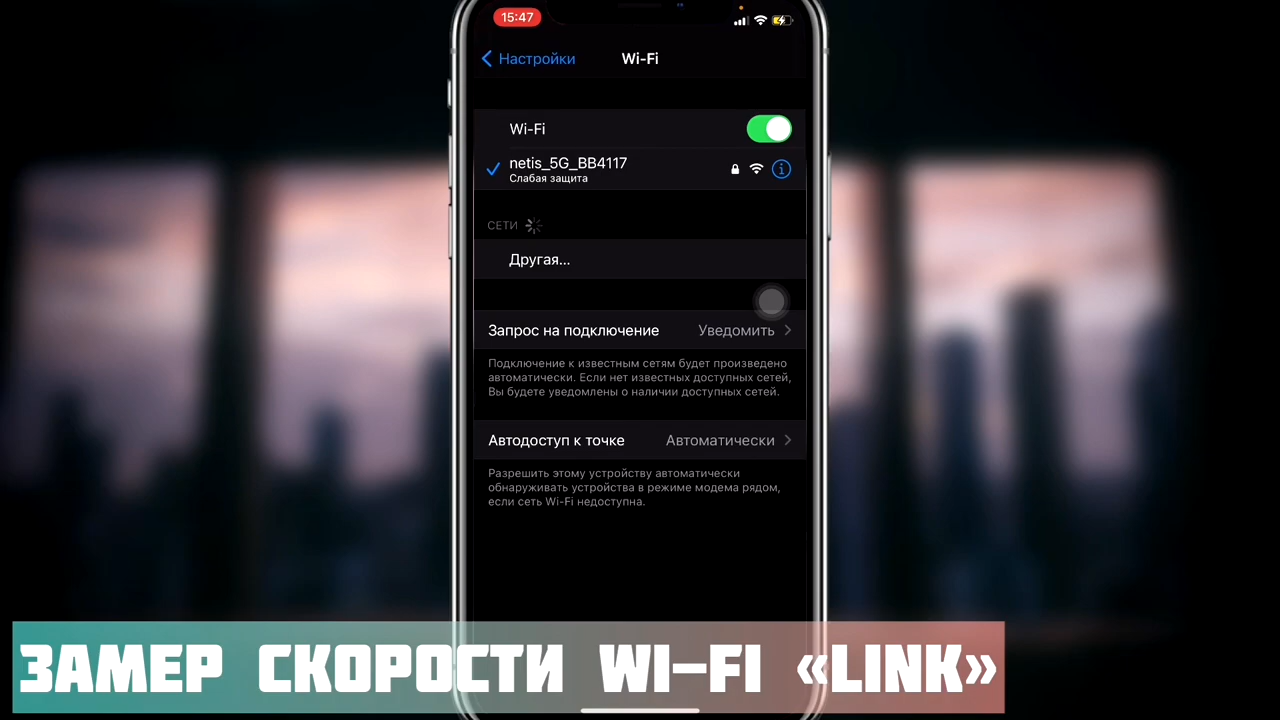 15:47
Настройки
Wi-Fi
Wi-Fi
netis_5G_BB4117
Слабая защита
СЕТИ
Другая...
Запрос на подключение Уведомить
Подключение к известным сетям будет произведено
автоматически. Если нет известных доступных сетей,
Вы будете уведомлены о наличии доступных сетей.
Автодоступ к точке Автоматически
Разрешить этому устройству автоматически
обнаруживать устройства в режиме модема рядом,
если сеть Wi-Fi недоступна.
ЗАМЕР СКОРОСТИ WI-FI «LINK»